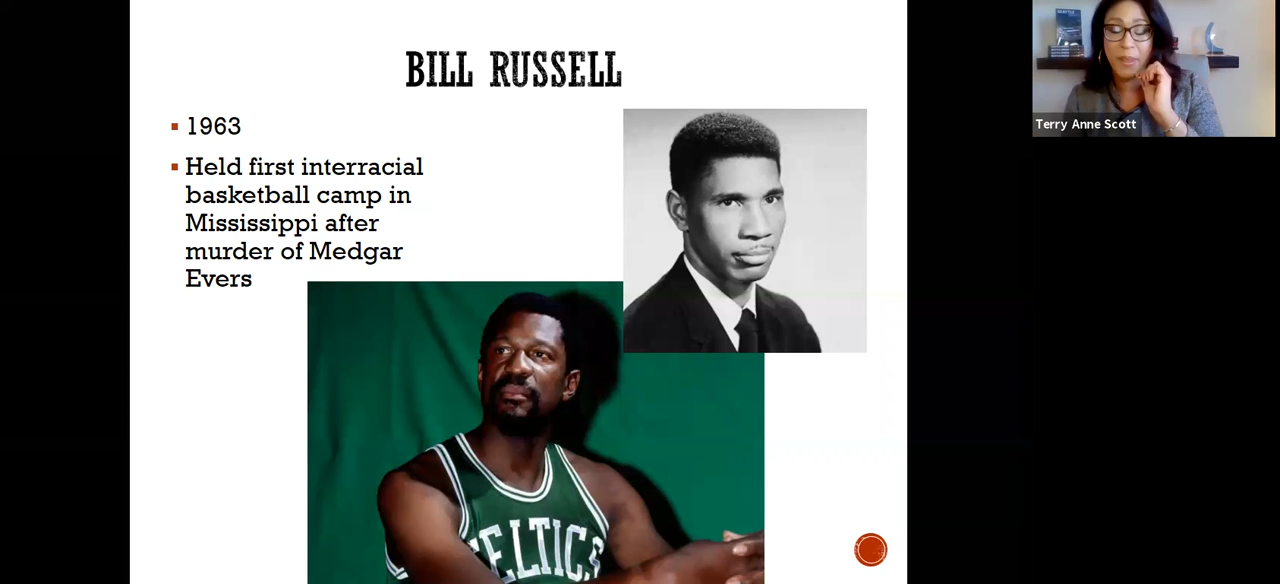 BILL RUSSELL
1963
Held first interracial
basketball camp in
Mississippi after
murder of Medgar
Evers
CELTICS
Terry Anne Scott